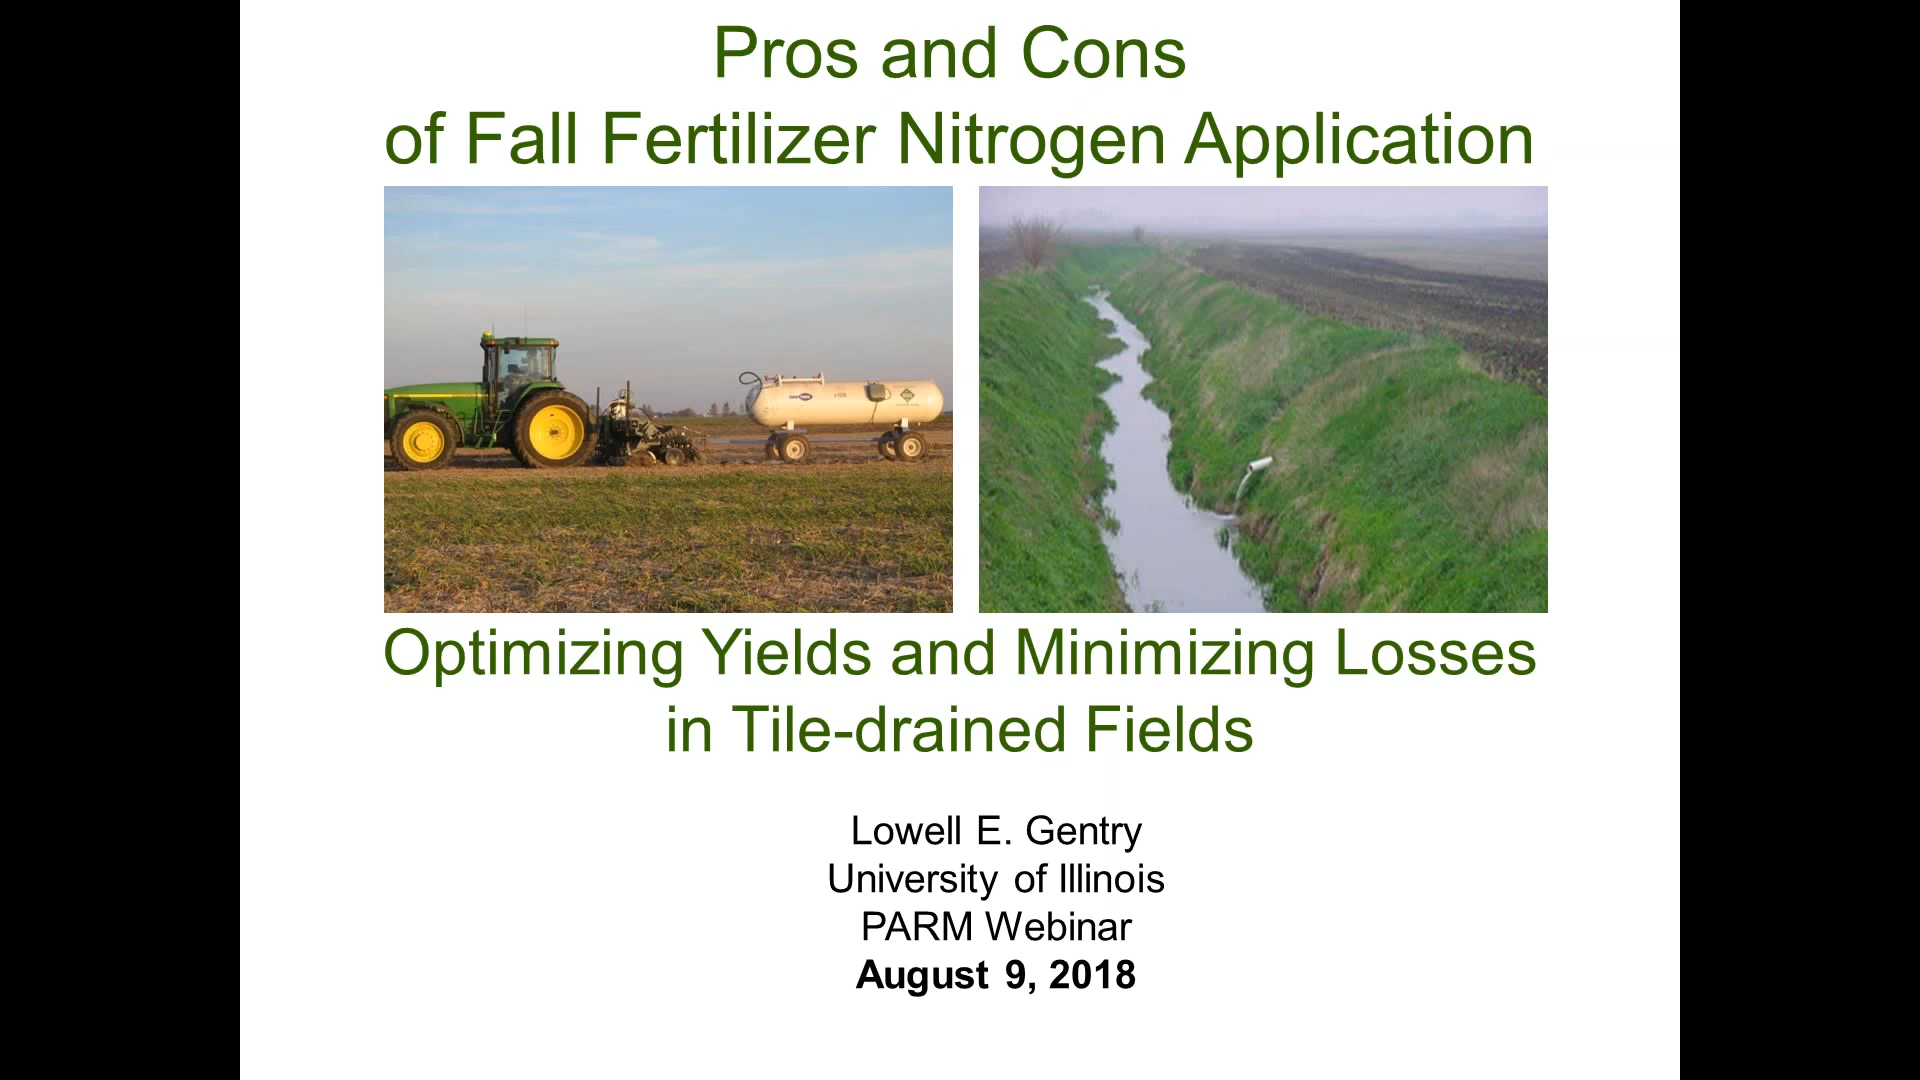 Pros and Cons
of Fall Fertilizer Nitrogen Application
Optimizing Yields and Minimizing Losses
in Tile-drained Fields
Lowell E. Gentry
University of Illinois
PARM Webinar
August 9, 2018